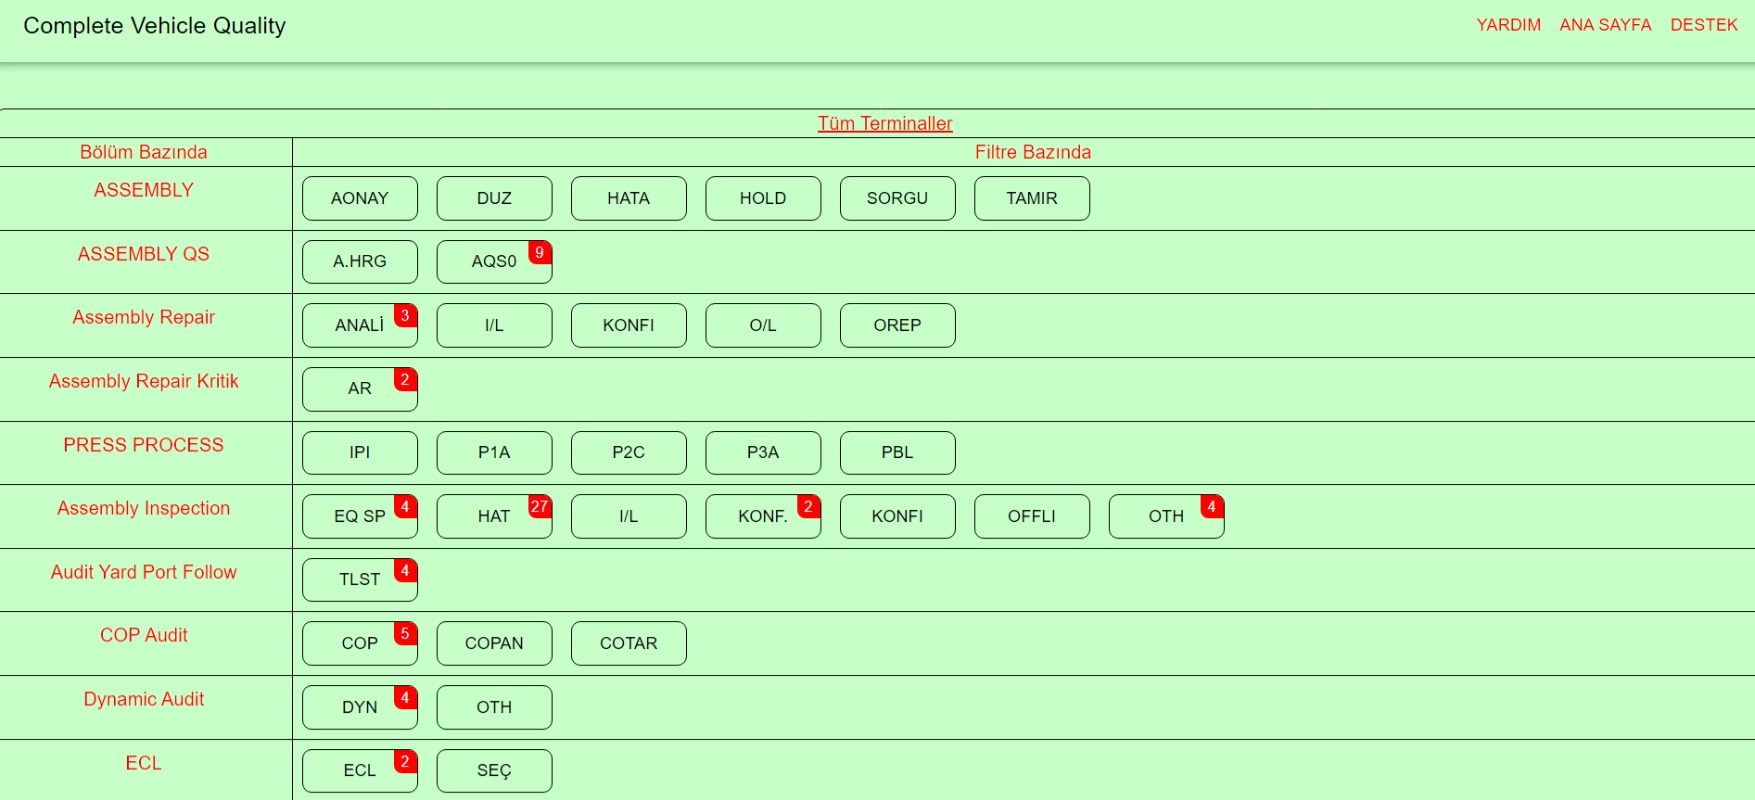 Complete Vehicle Quality YARDIM ANA SAYFA DESTEK
Tüm Terminaller
Bölüm Bazında Filtre Bazında
ASSEMBLY AONAY DUZ HATA HOLD SORGU TAMIR
ASSEMBLY QS A.HRG AQS0 9
Assembly Repair ANALİ 3 I/L KONFI O/L OREP
Assembly Repair Kritik AR 2
PRESS PROCESS IPI P1A P2C P3A PBL
Assembly Inspection EQ SP 4 HAT 27 I/L KONF. 2 KONFI OFFLI OTH 4
Audit Yard Port Follow TLST 4
COP Audit COP 5 COPAN COTAR
Dynamic Audit DYN 4 OTH
ECL ECL 2 SEÇ